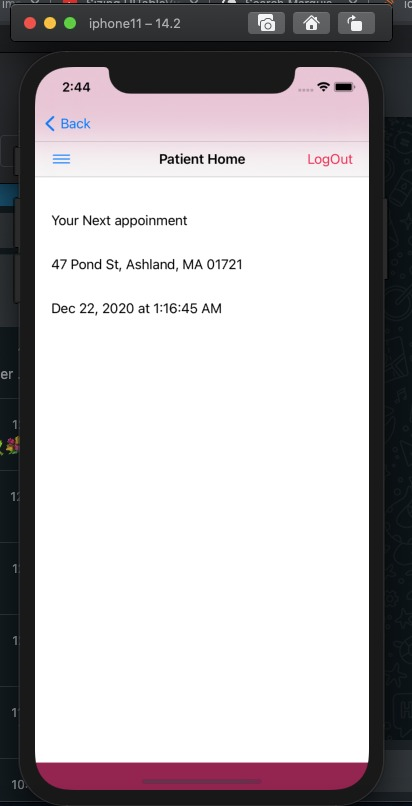 iphone11 – 14.2
2:44
Back
Patient Home
LogOut
Your Next appoinment
47 Pond St, Ashland, MA 01721
Dec 22, 2020 at 1:16:45 AM